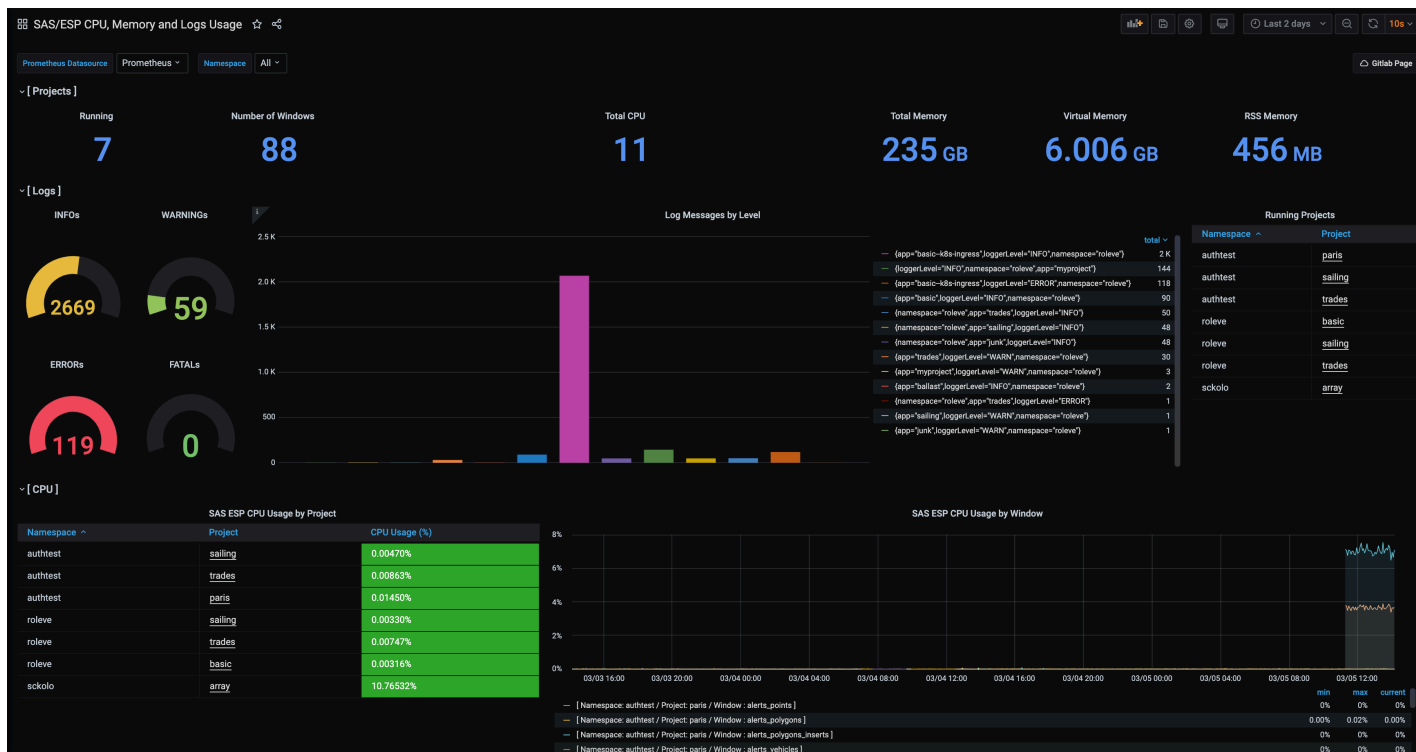 SAS/ESP CPU, Memory and Logs Usage
Last 2 days
10s
Prometheus Datasource Prometheus Namespace All
Gitlab Page
[ Projects ]
Running Number of Windows Total CPU Total Memory Virtual Memory RSS Memory
7 88 11 235 GB 6.006 GB 456 MB
[ Logs ]
INFOs WARNINGs
2669 59
ERRORs FATALs
119 0
Log Messages by Level
2.5 K
2.0 K
1.5 K
1.0 K
500
0
total
{app="basic--k8s-ingress",loggerLevel="INFO",namespace="roleve"} 2 K
{loggerLevel="INFO",namespace="roleve",app="myproject"} 144
{app="basic--k8s-ingress",loggerLevel="ERROR",namespace="roleve"} 118
{app="basic",loggerLevel="INFO",namespace="roleve"} 90
{namespace="roleve",app="trades",loggerLevel="INFO"} 50
{namespace="roleve",app="sailing",loggerLevel="INFO"} 48
{namespace="roleve",app="junk",loggerLevel="INFO"} 48
{app="trades",loggerLevel="WARN",namespace="roleve"} 30
{app="myproject",loggerLevel="WARN",namespace="roleve"} 3
{app="ballast",loggerLevel="INFO",namespace="roleve"} 2
{namespace="roleve",app="trades",loggerLevel="ERROR"} 1
{app="sailing",loggerLevel="WARN",namespace="roleve"} 1
{app="junk",loggerLevel="WARN",namespace="roleve"} 1
Running Projects
Namespace Project
authtest paris
authtest sailing
authtest trades
roleve basic
roleve sailing
roleve trades
sckolo array
[ CPU ]
SAS ESP CPU Usage by Project
Namespace Project CPU Usage (%)
authtest sailing 0.00470%
authtest trades 0.00863%
authtest paris 0.01450%
roleve sailing 0.00330%
roleve trades 0.00747%
roleve basic 0.00316%
sckolo array 10.76532%
SAS ESP CPU Usage by Window
8%
6%
4%
2%
0%
03/03 16:00 03/03 20:00 03/04 00:00 03/04 04:00 03/04 08:00 03/04 12:00 03/04 16:00 03/04 20:00 03/05 00:00 03/05 04:00 03/05 08:00 03/05 12:00
min max current
[ Namespace: authtest / Project: paris / Window : alerts_points ] 0% 0% 0%
[ Namespace: authtest / Project: paris / Window : alerts_polygons ] 0.00% 0.02% 0.00%
[ Namespace: authtest / Project: paris / Window : alerts_polygons_inserts ] 0% 0% 0%
[ Namespace: authtest / Project: paris / Window : alerts_vehicles ] 0% 0% 0%